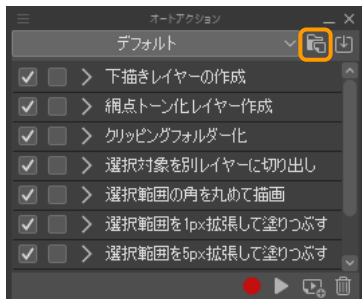 オートアクション
デフォルト
下描きレイヤーの作成
網点トーン化レイヤー作成
クリッピングフォルダー化
選択対象を別レイヤーに切り出し
選択範囲の角を丸めて描画
選択範囲を1px拡張して塗りつぶす
選択範囲を5px拡張して塗りつぶす